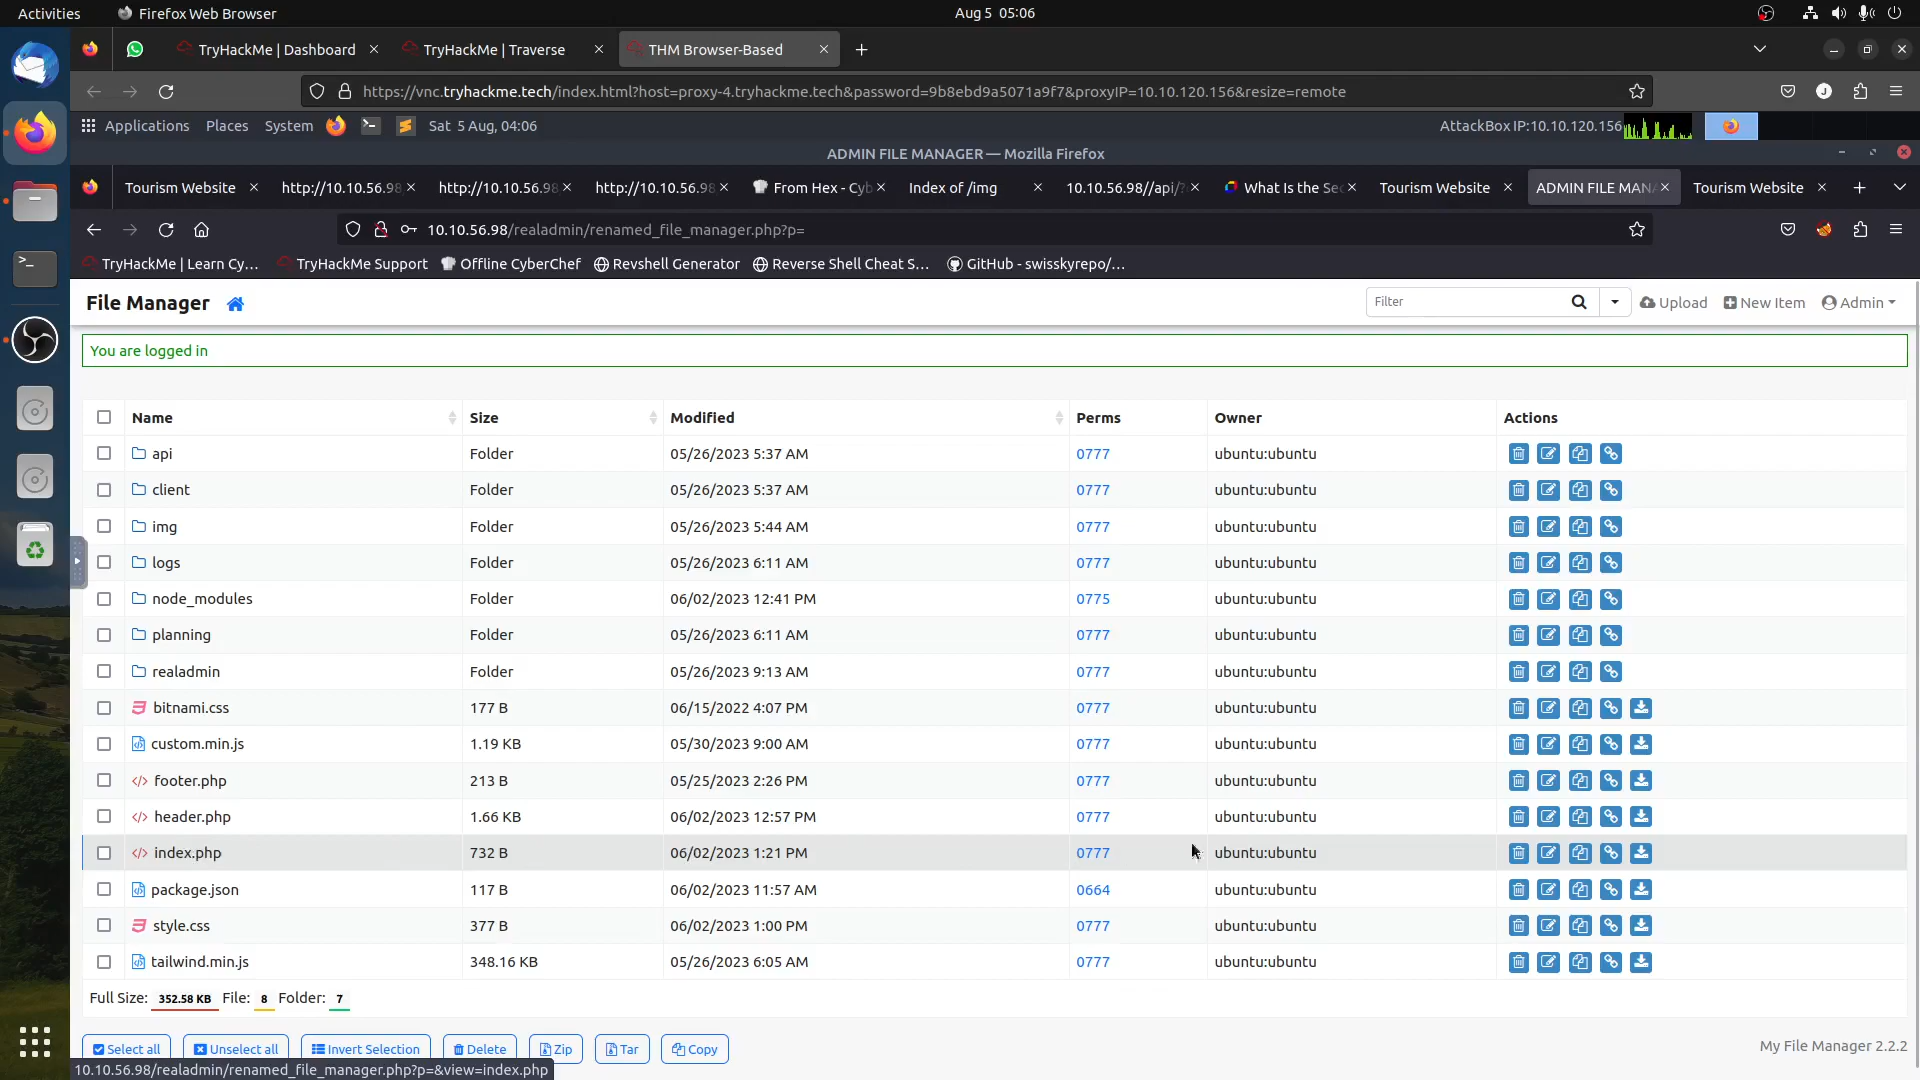 Activities Firefox Web Browser Aug 5 05:06
TryHackMe | Dashboard TryHackMe | Traverse THM Browser-Based
https://vnc.tryhackme.tech/index.html?host=proxy-4.tryhackme.tech&password=9b8ebd9a5071a9f7&proxyIP=10.10.120.156&resize=remote
Applications Places System Sat 5 Aug, 04:06 AttackBox IP:10.10.120.156
ADMIN FILE MANAGER — Mozilla Firefox
Tourism Website http://10.10.56.98 http://10.10.56.98 http://10.10.56.98 From Hex - Cyb Index of /img 10.10.56.98//api/? What Is the Se Tourism Website ADMIN FILE MAN Tourism Website
10.10.56.98/realadmin/renamed_file_manager.php?p=
TryHackMe | Learn Cy... TryHackMe Support Offline CyberChef Revshell Generator Reverse Shell Cheat S... GitHub - swisskyrepo/...
File Manager Filter Upload New Item Admin
You are logged in
Name Size Modified Perms Owner Actions
api Folder 05/26/2023 5:37 AM 0777 ubuntu:ubuntu
client Folder 05/26/2023 5:37 AM 0777 ubuntu:ubuntu
img Folder 05/26/2023 5:44 AM 0777 ubuntu:ubuntu
logs Folder 05/26/2023 6:11 AM 0777 ubuntu:ubuntu
node_modules Folder 06/02/2023 12:41 PM 0775 ubuntu:ubuntu
planning Folder 05/26/2023 6:11 AM 0777 ubuntu:ubuntu
realadmin Folder 05/26/2023 9:13 AM 0777 ubuntu:ubuntu
bitnami.css 177 B 06/15/2022 4:07 PM 0777 ubuntu:ubuntu
custom.min.js 1.19 KB 05/30/2023 9:00 AM 0777 ubuntu:ubuntu
footer.php 213 B 05/25/2023 2:26 PM 0777 ubuntu:ubuntu
header.php 1.66 KB 06/02/2023 12:57 PM 0777 ubuntu:ubuntu
index.php 732 B 06/02/2023 1:21 PM 0777 ubuntu:ubuntu
package.json 117 B 06/02/2023 11:57 AM 0664 ubuntu:ubuntu
style.css 377 B 06/02/2023 1:00 PM 0777 ubuntu:ubuntu
tailwind.min.js 348.16 KB 05/26/2023 6:05 AM 0777 ubuntu:ubuntu
Full Size: 352.58 KB File: 8 Folder: 7
Select all Unselect all Invert Selection Delete Zip Tar Copy My File Manager 2.2.2
10.10.56.98/realadmin/renamed_file_manager.php?p=&view=index.php